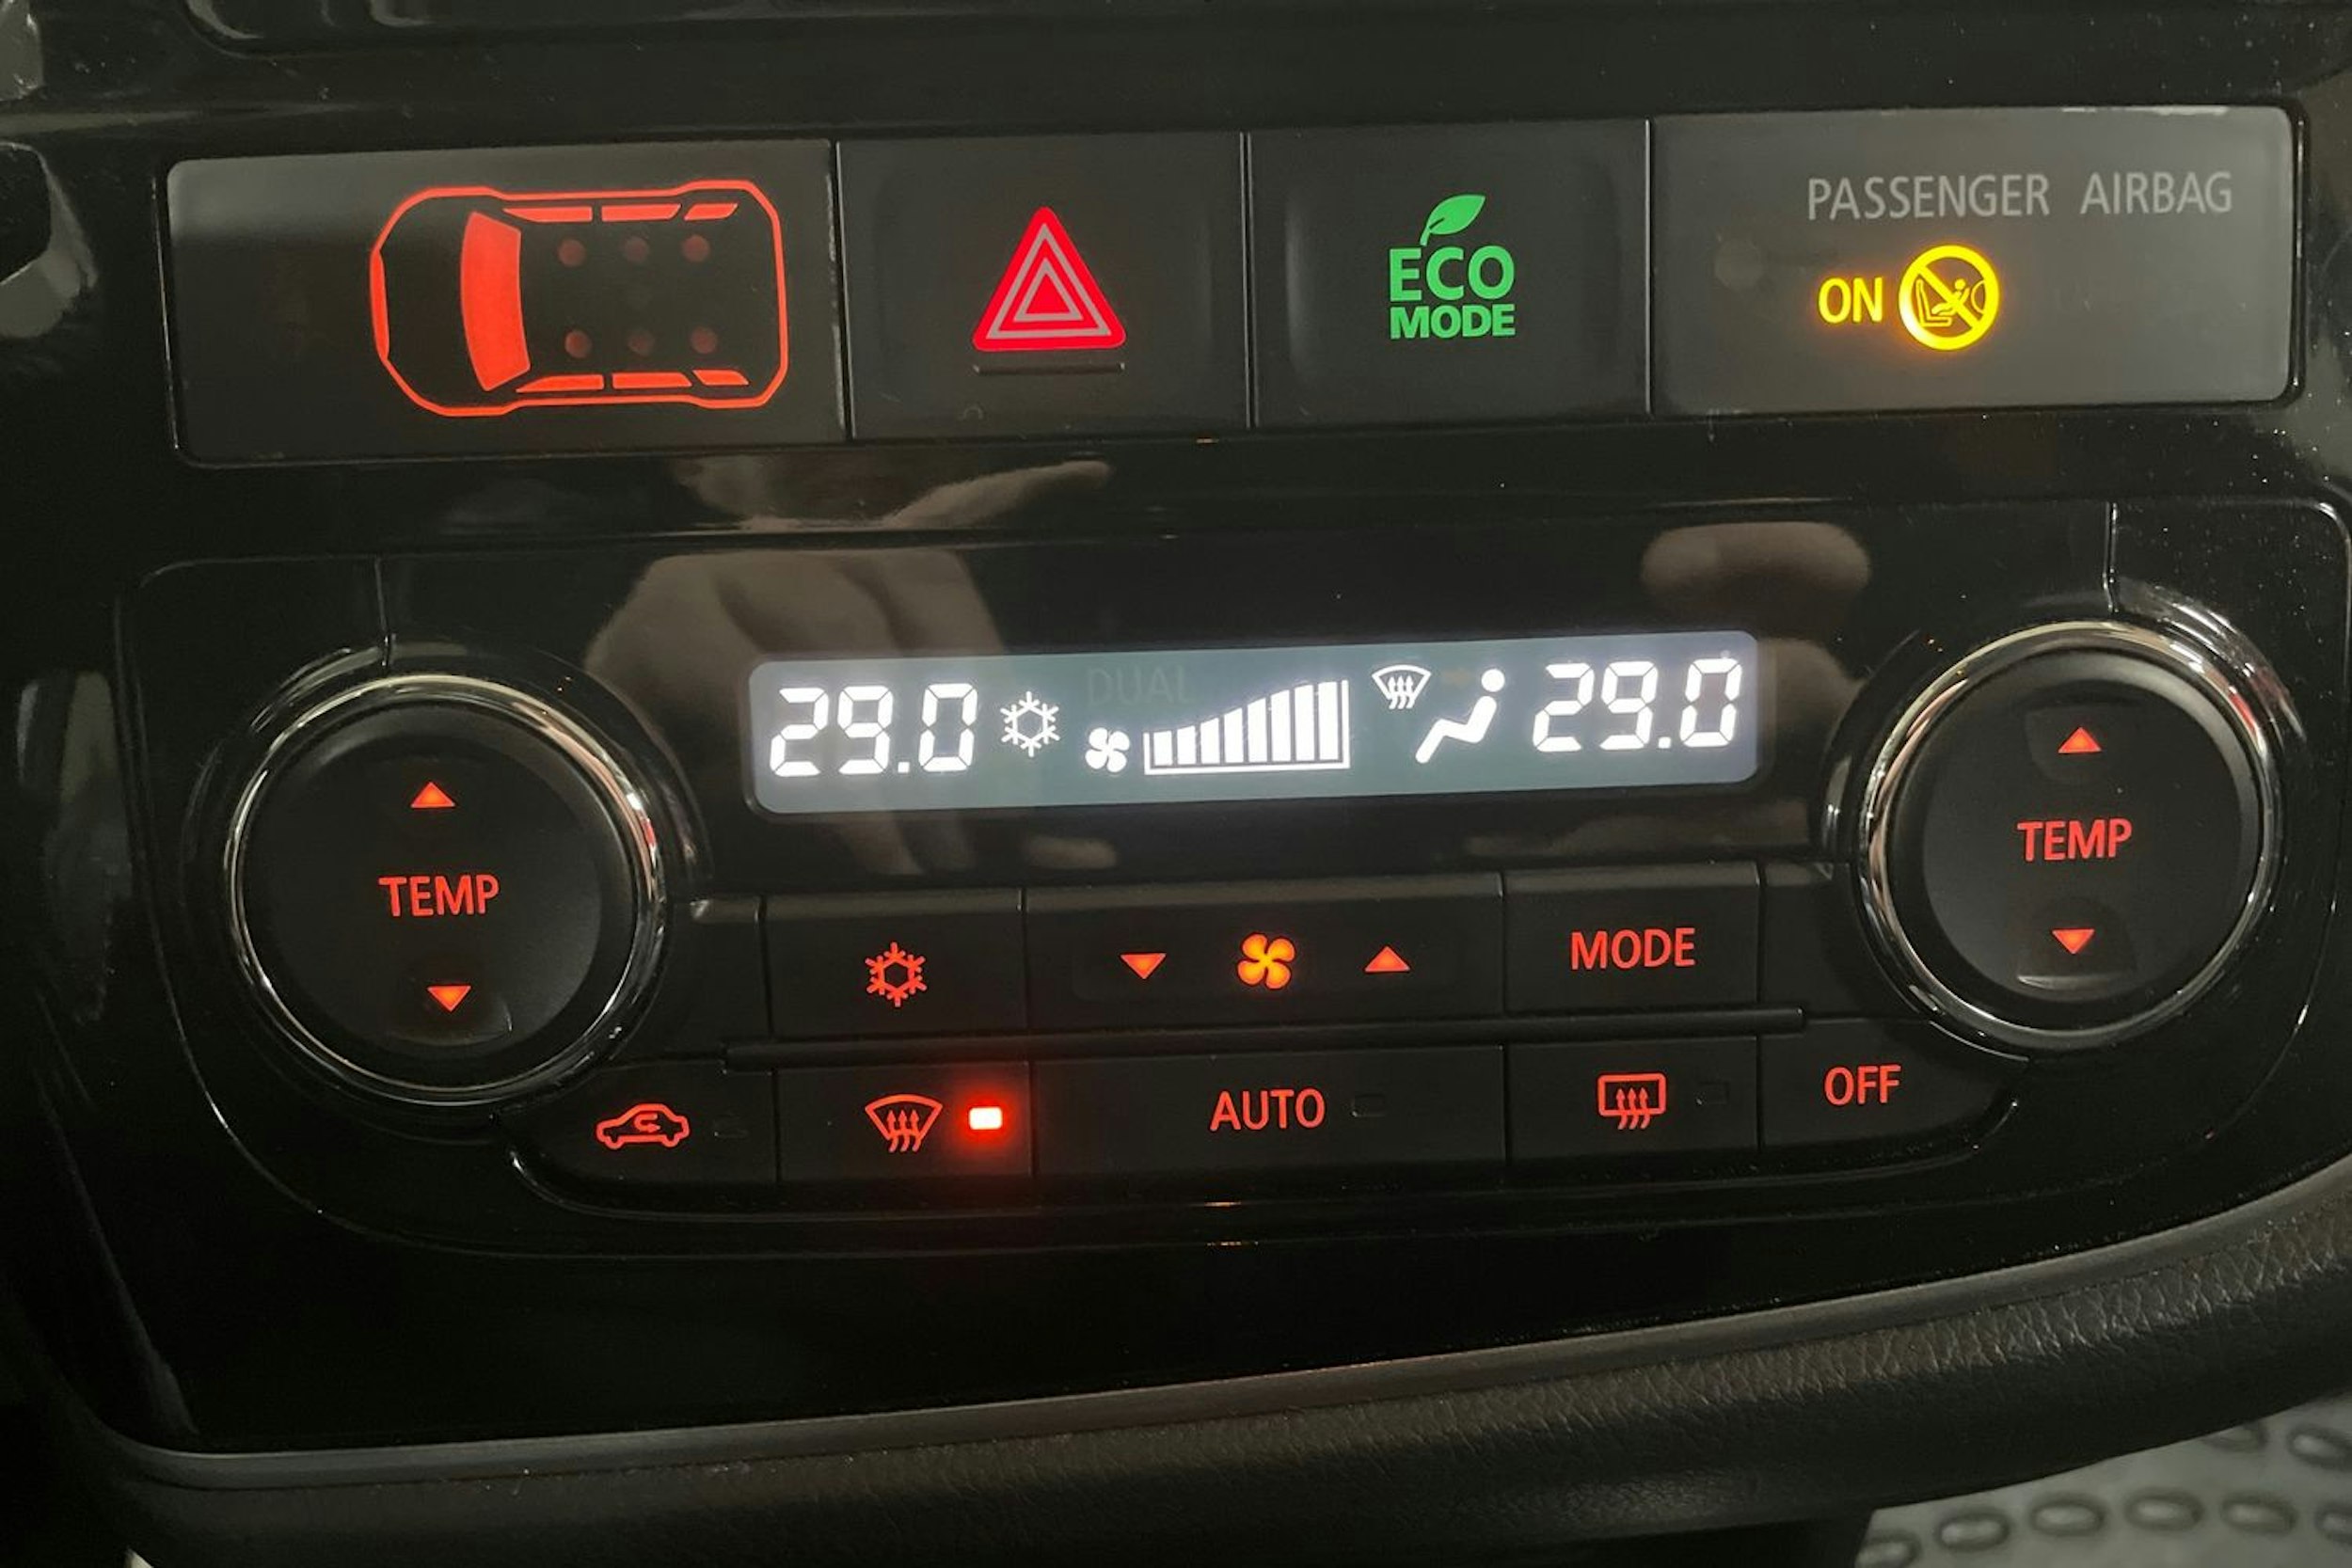 PASSENGER AIRBAG
ECO
MODE
ON
DUAL
29.0
29.0
TEMP
TEMP
MODE
AUTO
OFF